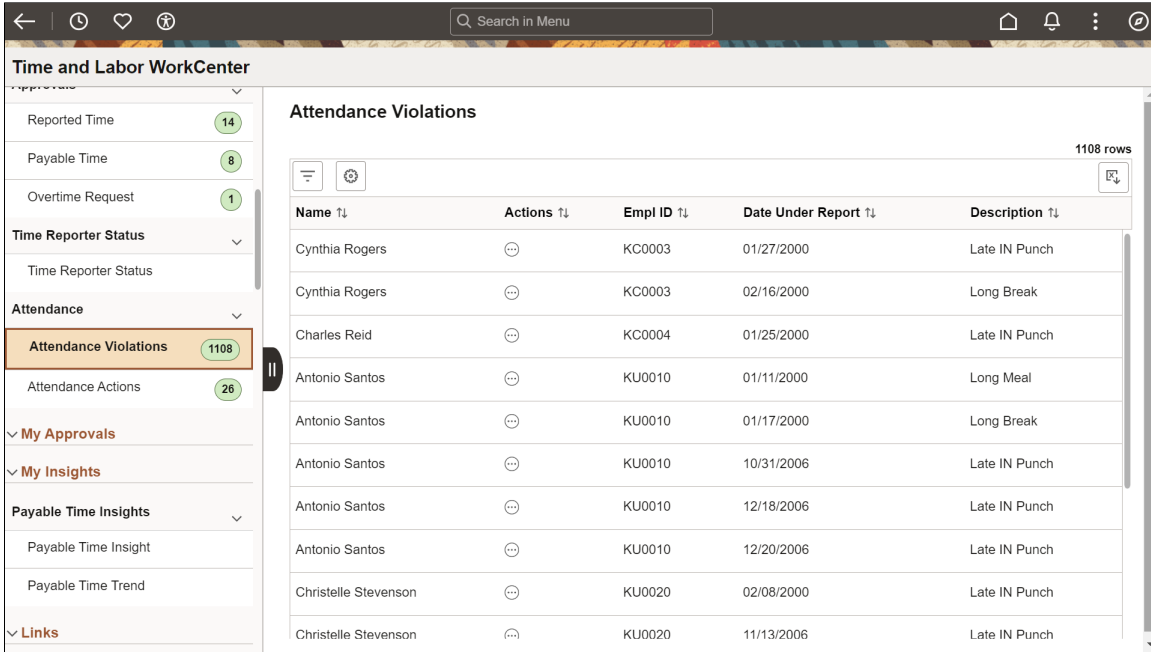 Search in Menu
Time and Labor WorkCenter
Approvals
Reported Time 14
Payable Time 8
Overtime Request 1
Time Reporter Status
Time Reporter Status
Attendance
Attendance Violations 1108
Attendance Actions 26
My Approvals
My Insights
Payable Time Insights
Payable Time Insight
Payable Time Trend
Links
Attendance Violations
1108 rows
Name Actions Empl ID Date Under Report Description
Cynthia Rogers KC0003 01/27/2000 Late IN Punch
Cynthia Rogers KC0003 02/16/2000 Long Break
Charles Reid KC0004 01/25/2000 Late IN Punch
Antonio Santos KU0010 01/11/2000 Long Meal
Antonio Santos KU0010 01/17/2000 Long Break
Antonio Santos KU0010 10/31/2006 Late IN Punch
Antonio Santos KU0010 12/18/2006 Late IN Punch
Antonio Santos KU0010 12/20/2006 Late IN Punch
Christelle Stevenson KU0020 02/08/2000 Late IN Punch
Christelle Stevenson KU0020 11/13/2006 Late IN Punch